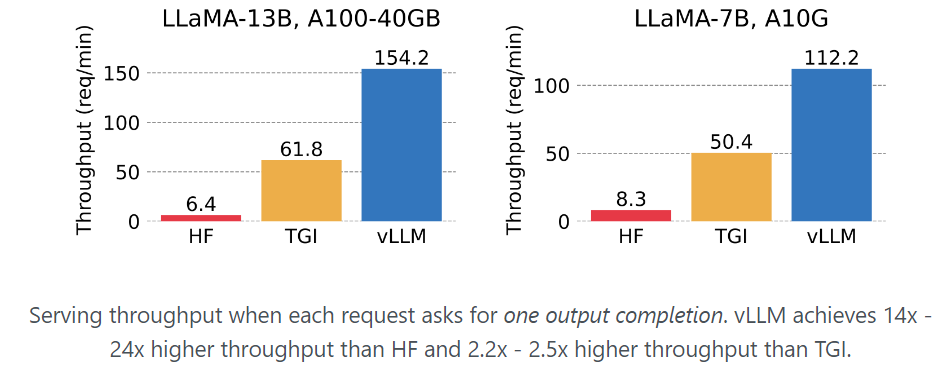 LLaMA-13B, A100-40GB
Throughput (req/min)
150
100
50
0
6.4
61.8
154.2
HF
TGI
vLLM
LLaMA-7B, A10G
Throughput (req/min)
100
50
0
8.3
50.4
112.2
HF
TGI
vLLM
Serving throughput when each request asks for one output completion. vLLM achieves 14x -
24x higher throughput than HF and 2.2x - 2.5x higher throughput than TGI.